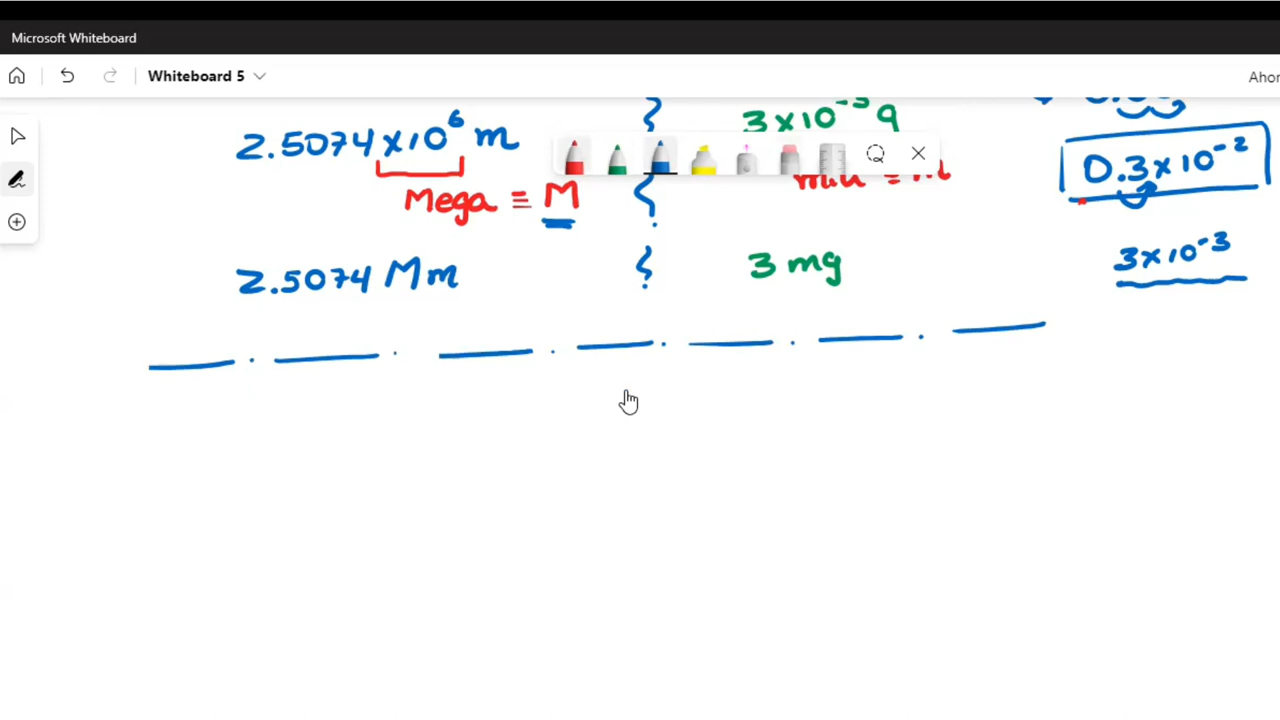 Microsoft Whiteboard
Whiteboard 5
Ahor
2.5074 x 10⁶ m
3 x 10⁻³ g
Mega ≡ M
0.3 x 10⁻²
2.5074 Mm
3 mg
3 x 10⁻³